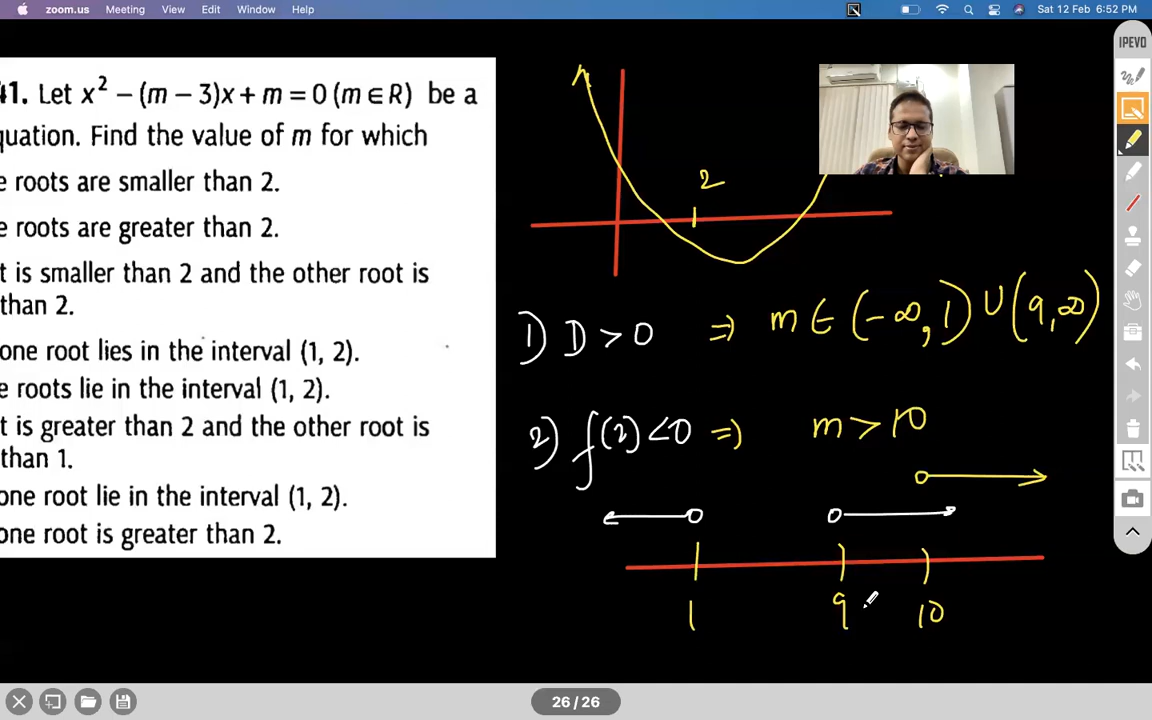 zoom.us Meeting View Edit Window Help Sat 12 Feb 6:52 PM
IPEVO
41. Let x² − (m − 3)x + m = 0 (m ∈ R) be a
quation. Find the value of m for which
e roots are smaller than 2.
e roots are greater than 2.
t is smaller than 2 and the other root is
than 2.
one root lies in the interval (1, 2).
e roots lie in the interval (1, 2).
t is greater than 2 and the other root is
than 1.
one root lie in the interval (1, 2).
one root is greater than 2.
2
1) D > 0 ⇒ m ∈ (-∞, 1) ∪ (9, ∞)
2) f(2) < 0 ⇒ m > 10
1 9 10
26 / 26